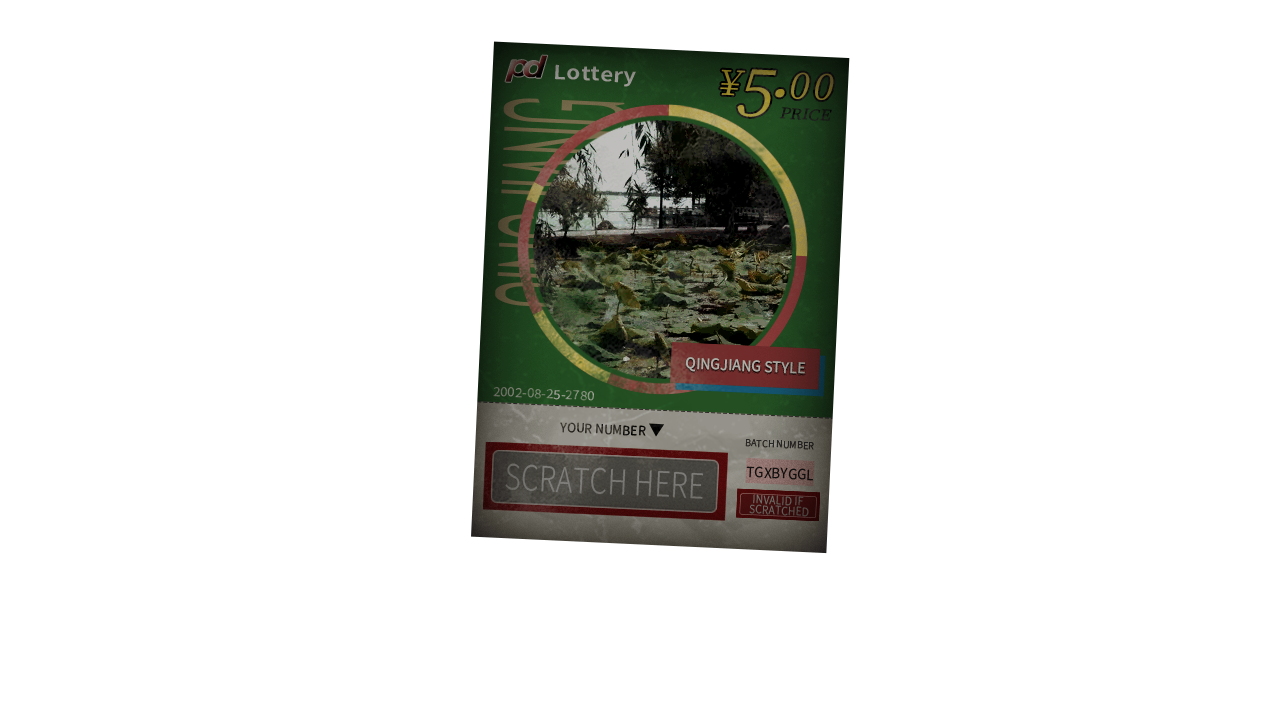 pd Lottery
¥5.00
PRICE
QINGJIANG
QINGJIANG STYLE
2002-08-25-2780
YOUR NUMBER ▼
BATCH NUMBER
SCRATCH HERE
TGXBYGGL
INVALID IF
SCRATCHED